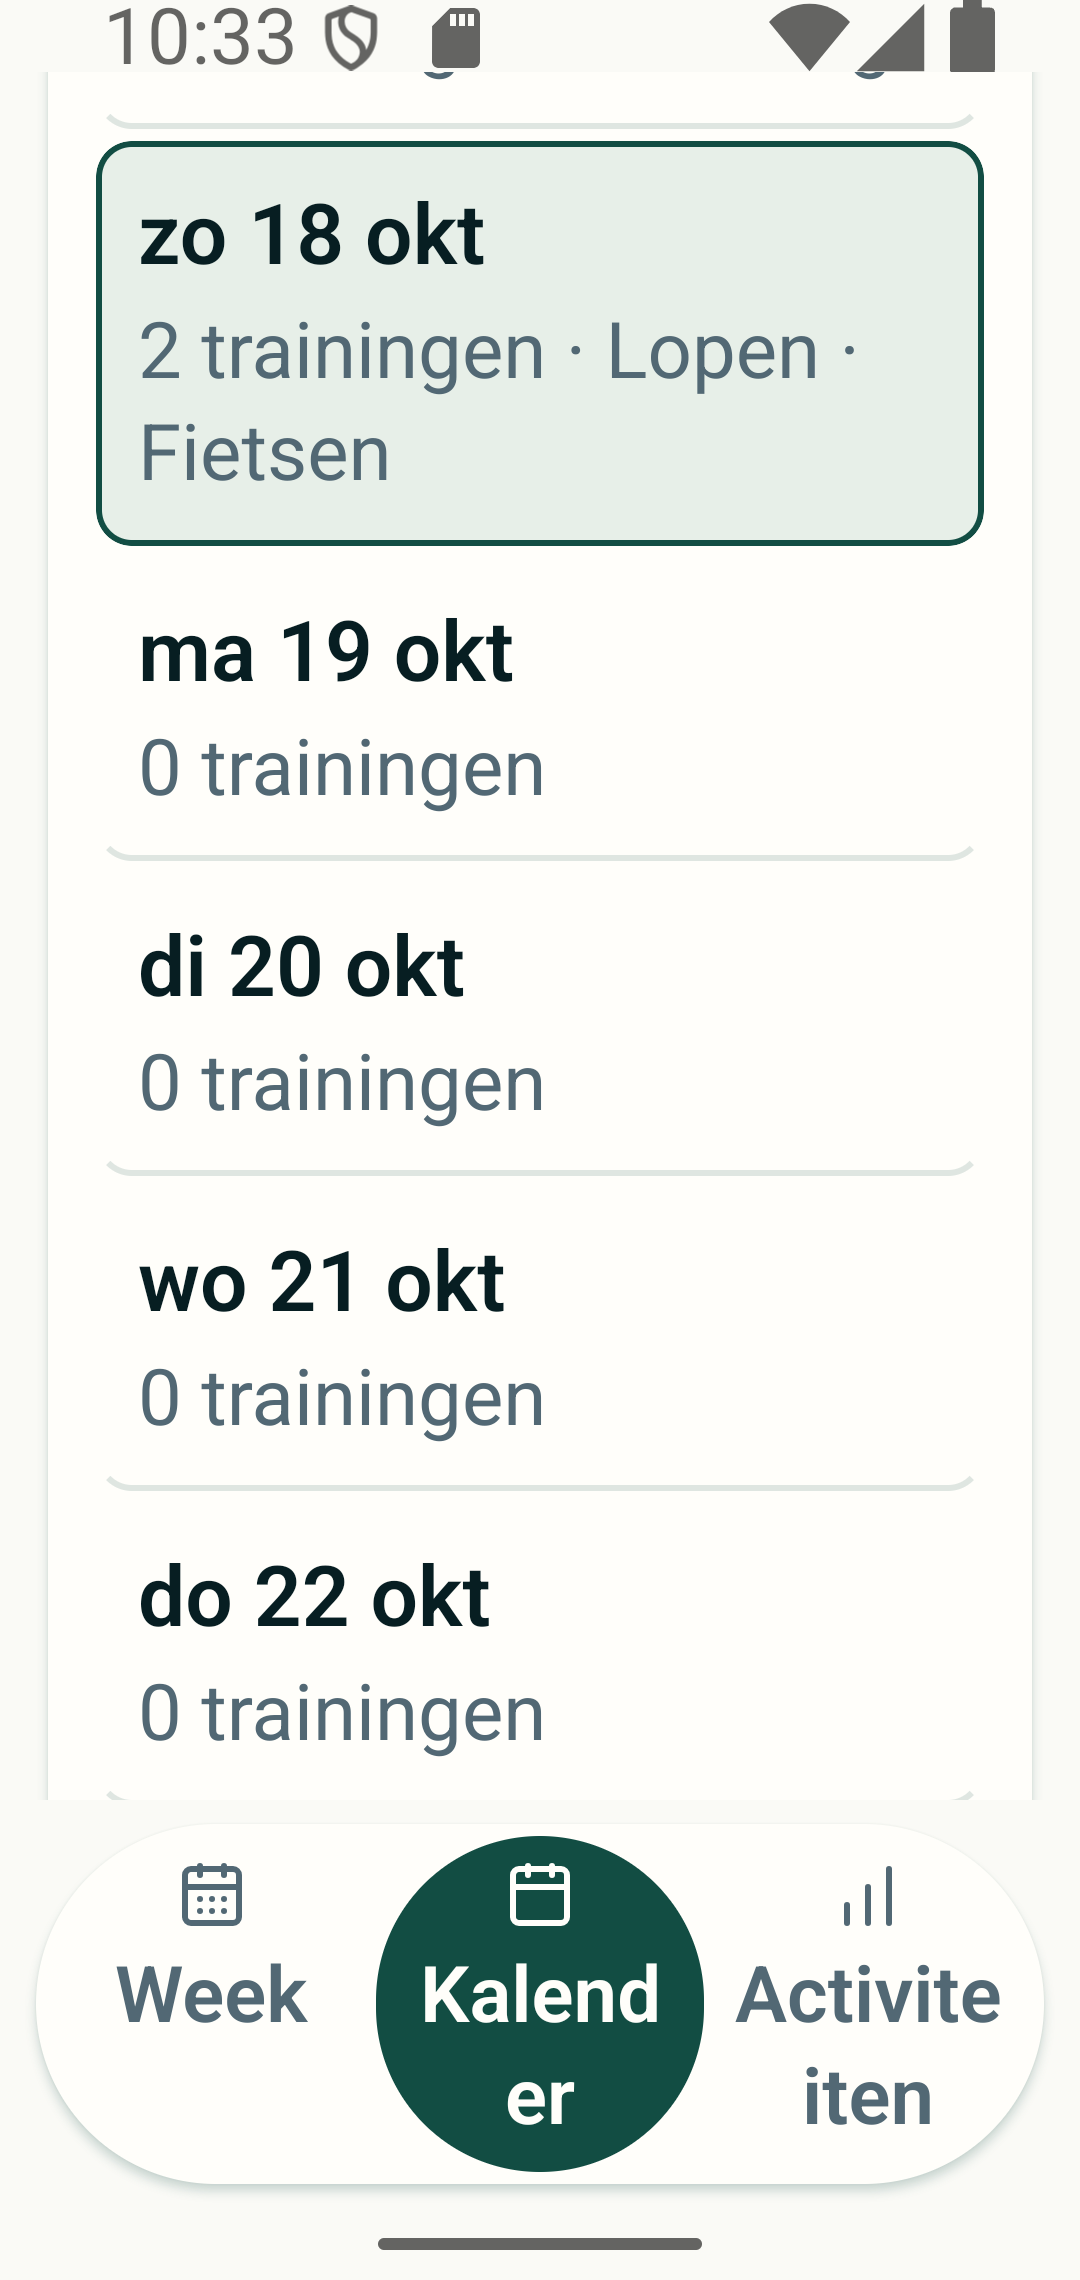 10:33
zo 18 okt
2 trainingen · Lopen ·
Fietsen
ma 19 okt
0 trainingen
di 20 okt
0 trainingen
wo 21 okt
0 trainingen
do 22 okt
0 trainingen
Week
Kalend
er
Activite
iten